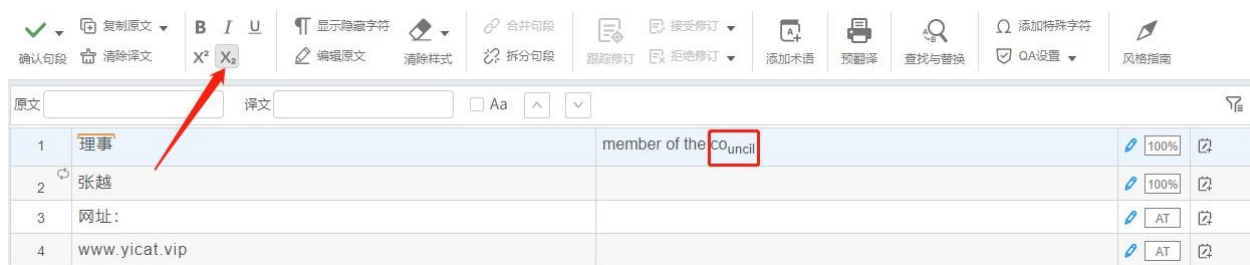 复制原文 B I U 显示隐藏字符 合并句段 接受修订 Ω 添加特殊字符
确认句段 清除译文 X² X₂ 编辑原文 清除样式 拆分句段 跟踪修订 拒绝修订 添加术语 预翻译 查找与替换 QA设置 风格指南
原文 译文 Aa
1 理事 member of the council 100%
2 张越 100%
3 网址： AT
4 www.yicat.vip AT